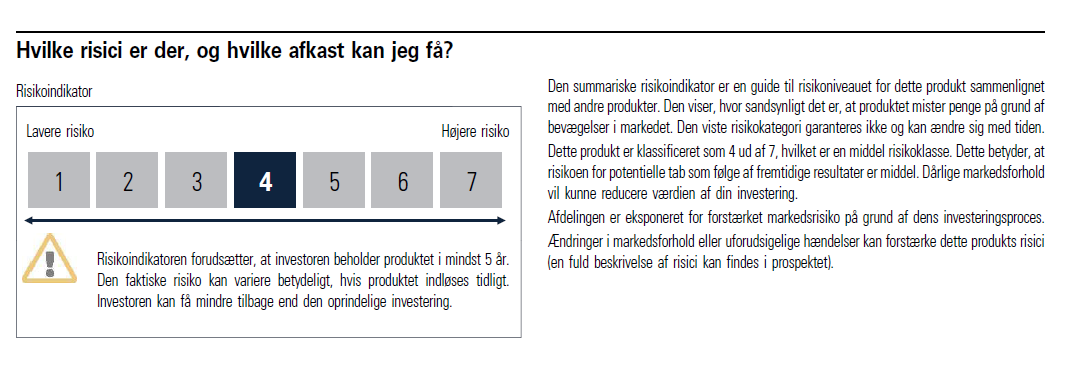 Hvilke risici er der, og hvilke afkast kan jeg få?
Risikoindikator
Lavere risiko
Højere risiko
1 2 3 4 5 6 7
Risikoindikatoren forudsætter, at investoren beholder produktet i mindst 5 år.
Den faktiske risiko kan variere betydeligt, hvis produktet indløses tidligt.
Investoren kan få mindre tilbage end den oprindelige investering.
Den summariske risikoindikator er en guide til risikoniveauet for dette produkt sammenlignet
med andre produkter. Den viser, hvor sandsynligt det er, at produktet mister penge på grund af
bevægelser i markedet. Den viste risikokategori garanteres ikke og kan ændre sig med tiden.
Dette produkt er klassificeret som 4 ud af 7, hvilket er en middel risikoklasse. Dette betyder, at
risikoen for potentielle tab som følge af fremtidige resultater er middel. Dårlige markedsforhold
vil kunne reducere værdien af din investering.
Afdelingen er eksponeret for forstærket markedsrisiko på grund af dens investeringsproces.
Ændringer i markedsforhold eller uforudsigelige hændelser kan forstærke dette produkts risici
(en fuld beskrivelse af risici kan findes i prospektet).